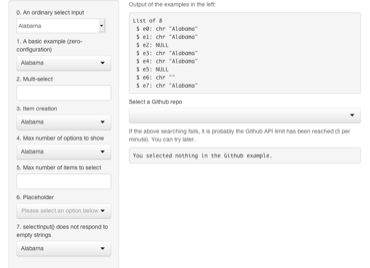 0. An ordinary select input
Alabama
1. A basic example (zero-
configuration)
Alabama
2. Multi-select
3. Item creation
Alabama
4. Max number of options to show
Alabama
5. Max number of items to select
6. Placeholder
Please select an option below
7. selectInput() does not respond to
empty strings
Alabama
Output of the examples in the left:
List of 8
$ e0: chr "Alabama"
$ e1: chr "Alabama"
$ e2: NULL
$ e3: chr "Alabama"
$ e4: chr "Alabama"
$ e5: NULL
$ e6: chr ""
$ e7: chr "Alabama"
Select a Github repo
If the above searching fails, it is probably the Github API limit has been reached (5 per
minute). You can try later.
You selected nothing in the Github example.